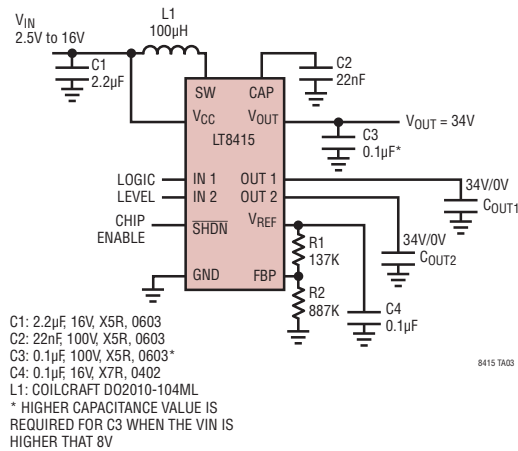 VIN
2.5V to 16V
L1
100µH
C1
2.2µF
C2
22nF
SW
CAP
VCC
VOUT
LT8415
VOUT = 34V
C3
0.1µF*
LOGIC
LEVEL
IN 1
IN 2
OUT 1
OUT 2
34V/0V
COUT1
CHIP
ENABLE
SHDN
VREF
R1
137K
34V/0V
COUT2
GND
FBP
R2
887K
C4
0.1µF
C1: 2.2µF, 16V, X5R, 0603
C2: 22nF, 100V, X5R, 0603
C3: 0.1µF, 100V, X5R, 0603*
C4: 0.1µF, 16V, X7R, 0402
L1: COILCRAFT DO2010-104ML
* HIGHER CAPACITANCE VALUE IS
REQUIRED FOR C3 WHEN THE VIN IS
HIGHER THAT 8V
8415 TA03